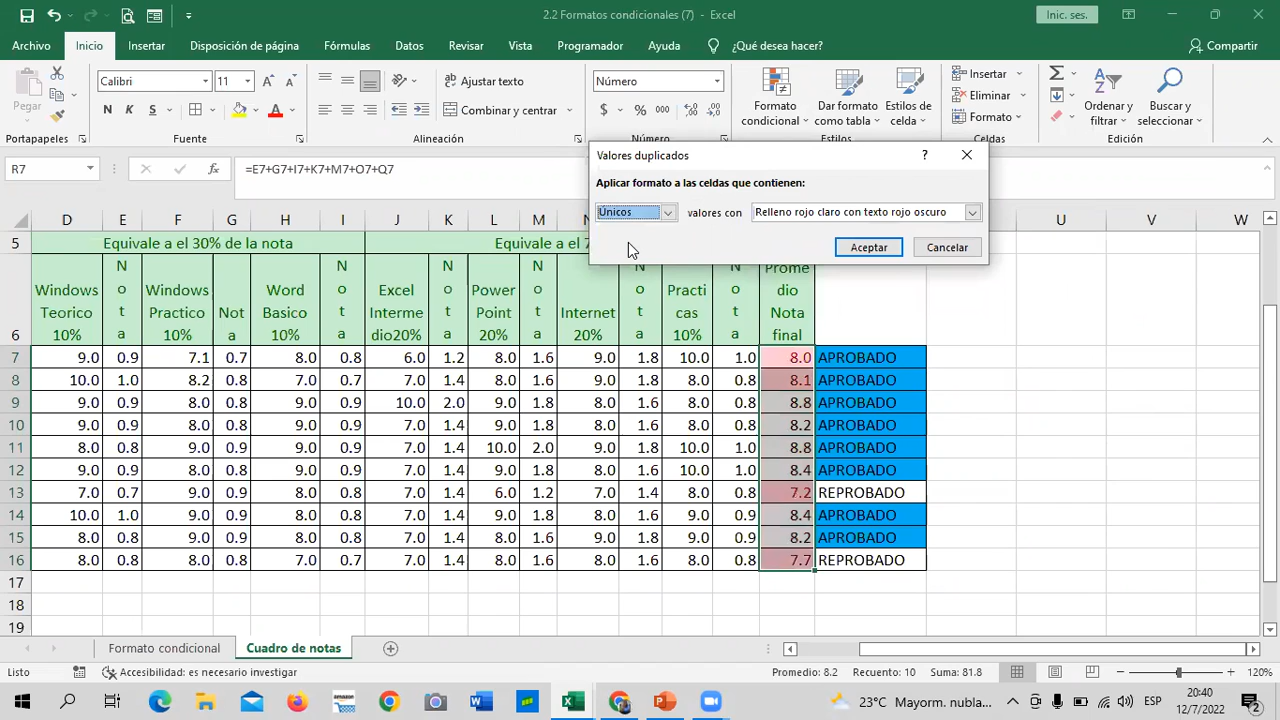 2.2 Formatos condicionales (7) - Excel
Inic. ses.
Archivo Inicio Insertar Disposición de página Fórmulas Datos Revisar Vista Programador Ayuda ¿Qué desea hacer? Compartir
Pegar
Calibri 11
N K S
Ajustar texto
Combinar y centrar
Número
$ % 000
Formato condicional
Dar formato como tabla
Estilos de celda
Insertar
Eliminar
Formato
Ordenar y filtrar
Buscar y seleccionar
Portapapeles Fuente Alineación Número Estilos Celdas Edición
R7 fx =E7+G7+I7+K7+M7+O7+Q7
Valores duplicados ?
Aplicar formato a las celdas que contienen:
Únicos valores con Relleno rojo claro con texto rojo oscuro
Aceptar Cancelar
D E F G H I J K L M N U V W
5 Equivale a el 30% de la nota Equivale a el 7
6 Windows Teorico 10% Nota Windows Practico 10% Nota Word Basico 10% Nota Excel Intermedio20% Nota Power Point 20% Nota Internet 20% Nota Practicas 10% Nota Promedio Nota final
7 9.0 0.9 7.1 0.7 8.0 0.8 6.0 1.2 8.0 1.6 9.0 1.8 10.0 1.0 8.0 APROBADO
8 10.0 1.0 8.2 0.8 7.0 0.7 7.0 1.4 8.0 1.6 9.0 1.8 8.0 0.8 8.1 APROBADO
9 9.0 0.9 8.0 0.8 9.0 0.9 10.0 2.0 9.0 1.8 8.0 1.6 8.0 0.8 8.8 APROBADO
10 9.0 0.9 8.0 0.8 9.0 0.9 7.0 1.4 9.0 1.8 8.0 1.6 8.0 0.8 8.2 APROBADO
11 8.0 0.8 9.0 0.9 9.0 0.9 7.0 1.4 10.0 2.0 9.0 1.8 10.0 1.0 8.8 APROBADO
12 9.0 0.9 8.0 0.8 9.0 0.9 7.0 1.4 9.0 1.8 8.0 1.6 10.0 1.0 8.4 APROBADO
13 7.0 0.7 9.0 0.9 8.0 0.8 7.0 1.4 6.0 1.2 7.0 1.4 8.0 0.8 7.2 REPROBADO
14 10.0 1.0 9.0 0.9 8.0 0.8 7.0 1.4 9.0 1.8 8.0 1.6 9.0 0.9 8.4 APROBADO
15 8.0 0.8 9.0 0.9 8.0 0.8 7.0 1.4 8.0 1.6 9.0 1.8 9.0 0.9 8.2 APROBADO
16 8.0 0.8 8.0 0.8 7.0 0.7 7.0 1.4 8.0 1.6 8.0 1.6 8.0 0.8 7.7 REPROBADO
17
18
19
Formato condicional Cuadro de notas
Listo Accesibilidad: es necesario investigar Promedio: 8.2 Recuento: 10 Suma: 81.8 120%
23°C Mayorm. nubla... ESP 20:40
12/7/2022 2